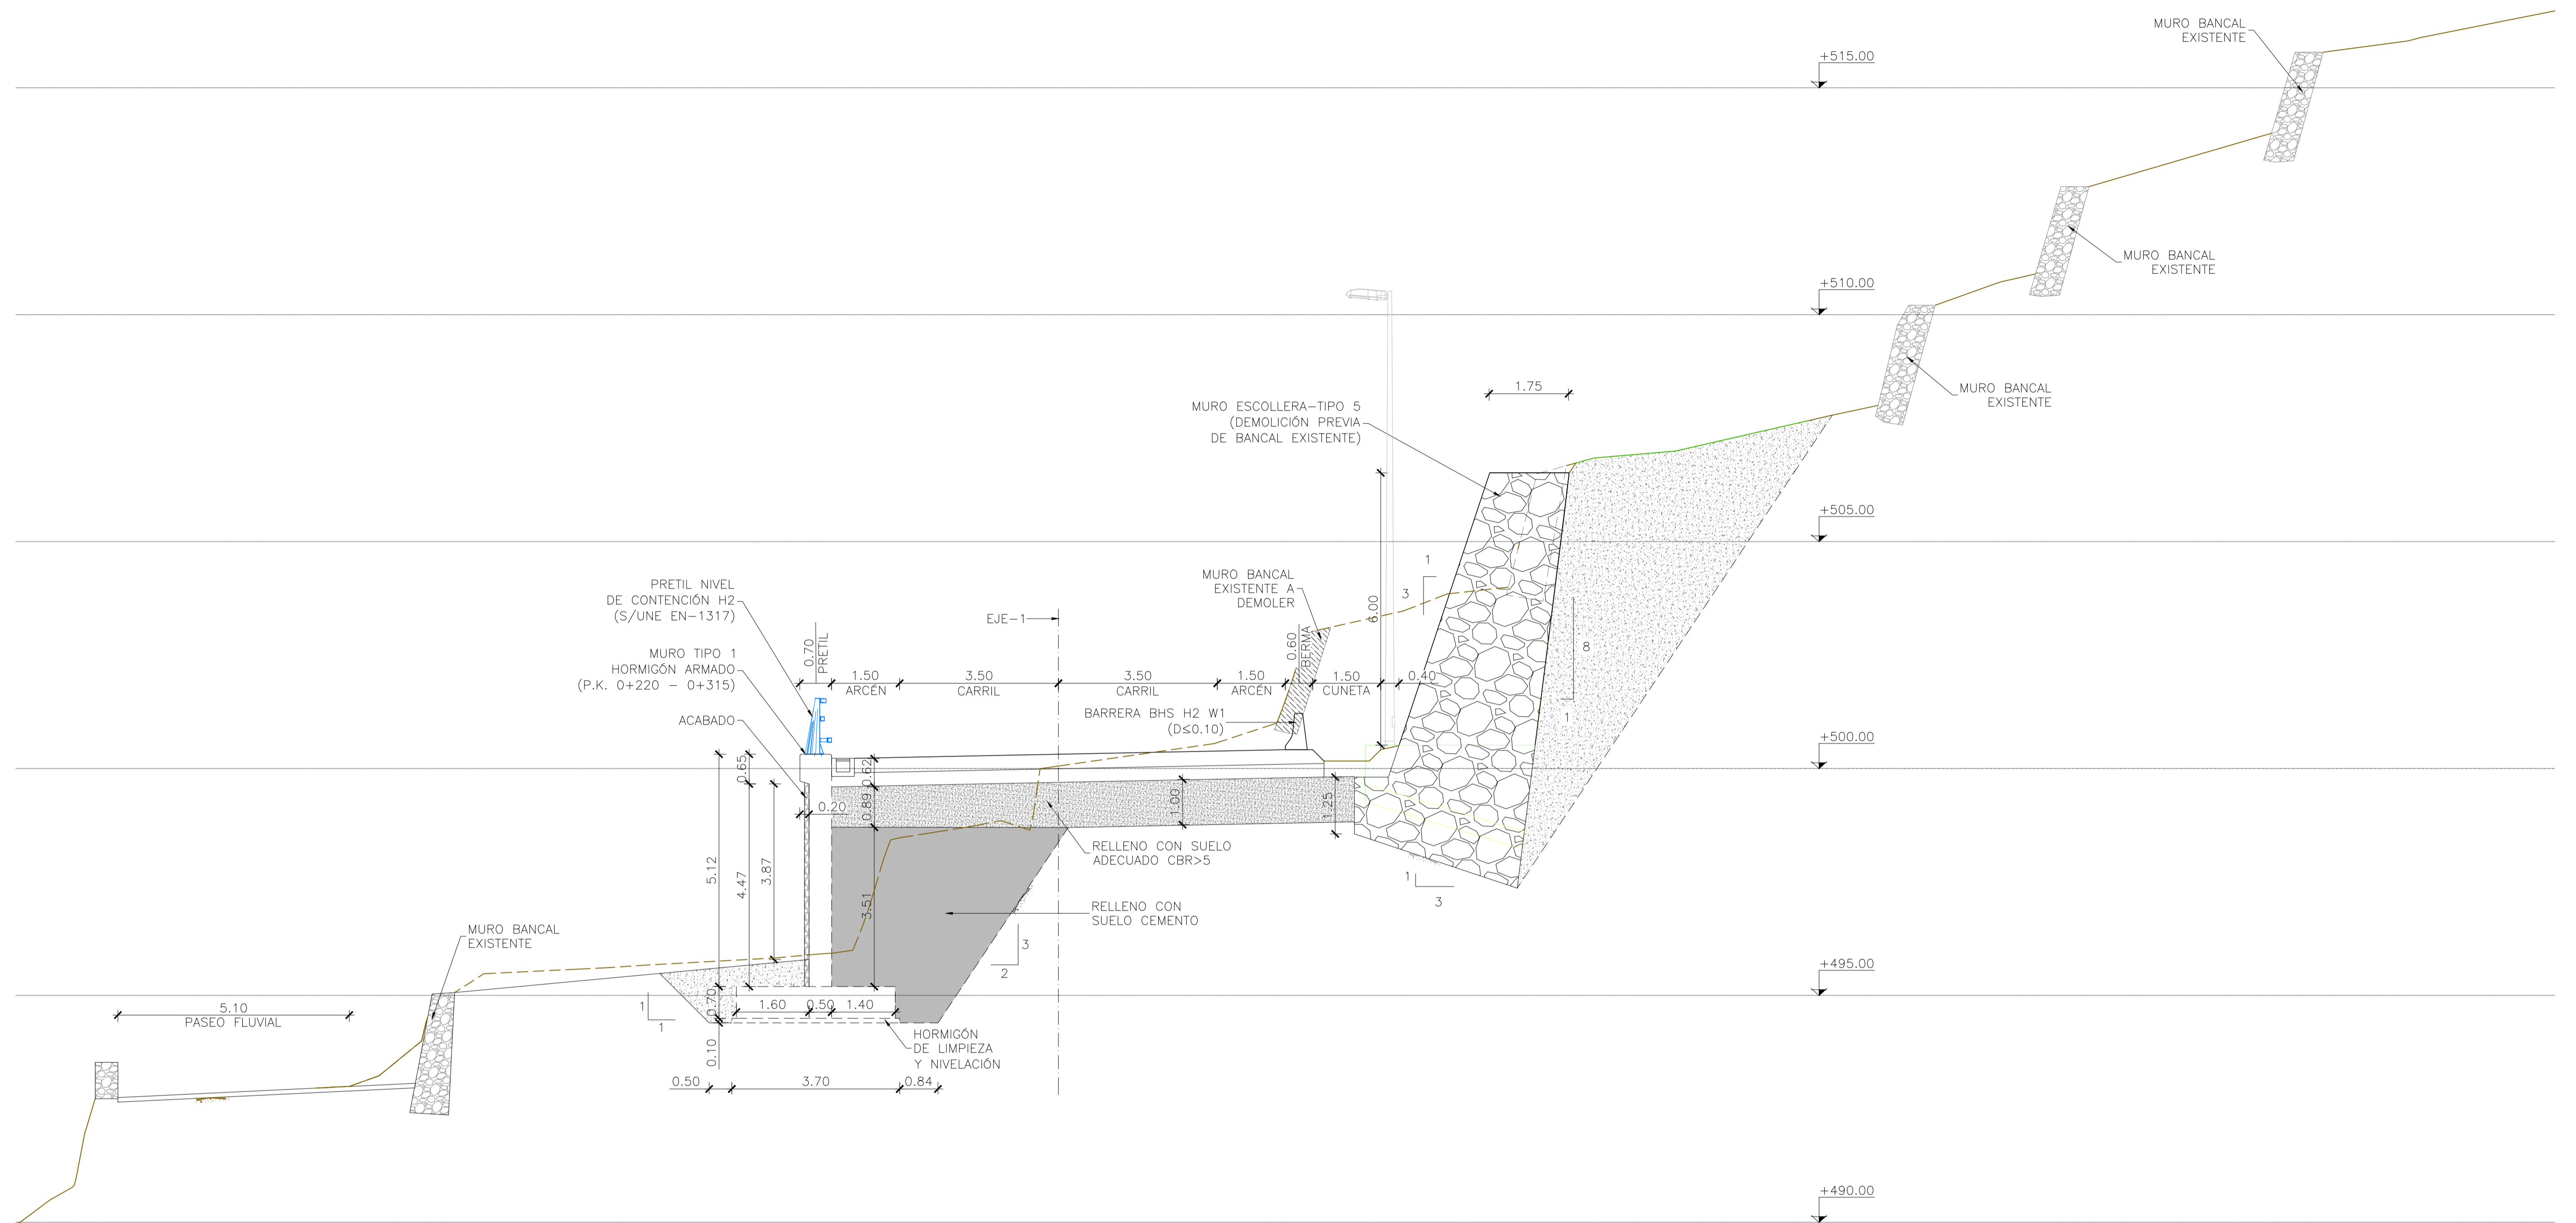 MURO BANCAL
EXISTENTE
+515.00
MURO BANCAL
EXISTENTE
+510.00
MURO BANCAL
EXISTENTE
1.75
MURO ESCOLLERA-TIPO 5
(DEMOLICIÓN PREVIA
DE BANCAL EXISTENTE)
+505.00
PRETIL NIVEL
DE CONTENCIÓN H2
(S/UNE EN-1317)
MURO BANCAL
EXISTENTE A
DEMOLER
1
3
6.00
EJE-1
8
1
MURO TIPO 1
HORMIGÓN ARMADO
(P.K. 0+220 - 0+315)
0.70
PRETIL
1.50
ARCÉN
3.50
CARRIL
3.50
CARRIL
1.50
ARCÉN
0.60
BERMA
1.50
CUNETA
0.40
ACABADO
BARRERA BHS H2 W1
(D≤0.10)
+500.00
0.65
0.62
0.20
0.89
1.00
1.25
5.12
4.47
3.87
3.51
RELLENO CON SUELO
ADECUADO CBR>5
1
3
RELLENO CON
SUELO CEMENTO
3
2
MURO BANCAL
EXISTENTE
+495.00
5.10
PASEO FLUVIAL
1
1
0.70
1.60
0.50
1.40
0.10
HORMIGÓN
DE LIMPIEZA
Y NIVELACIÓN
0.50
3.70
0.84
+490.00